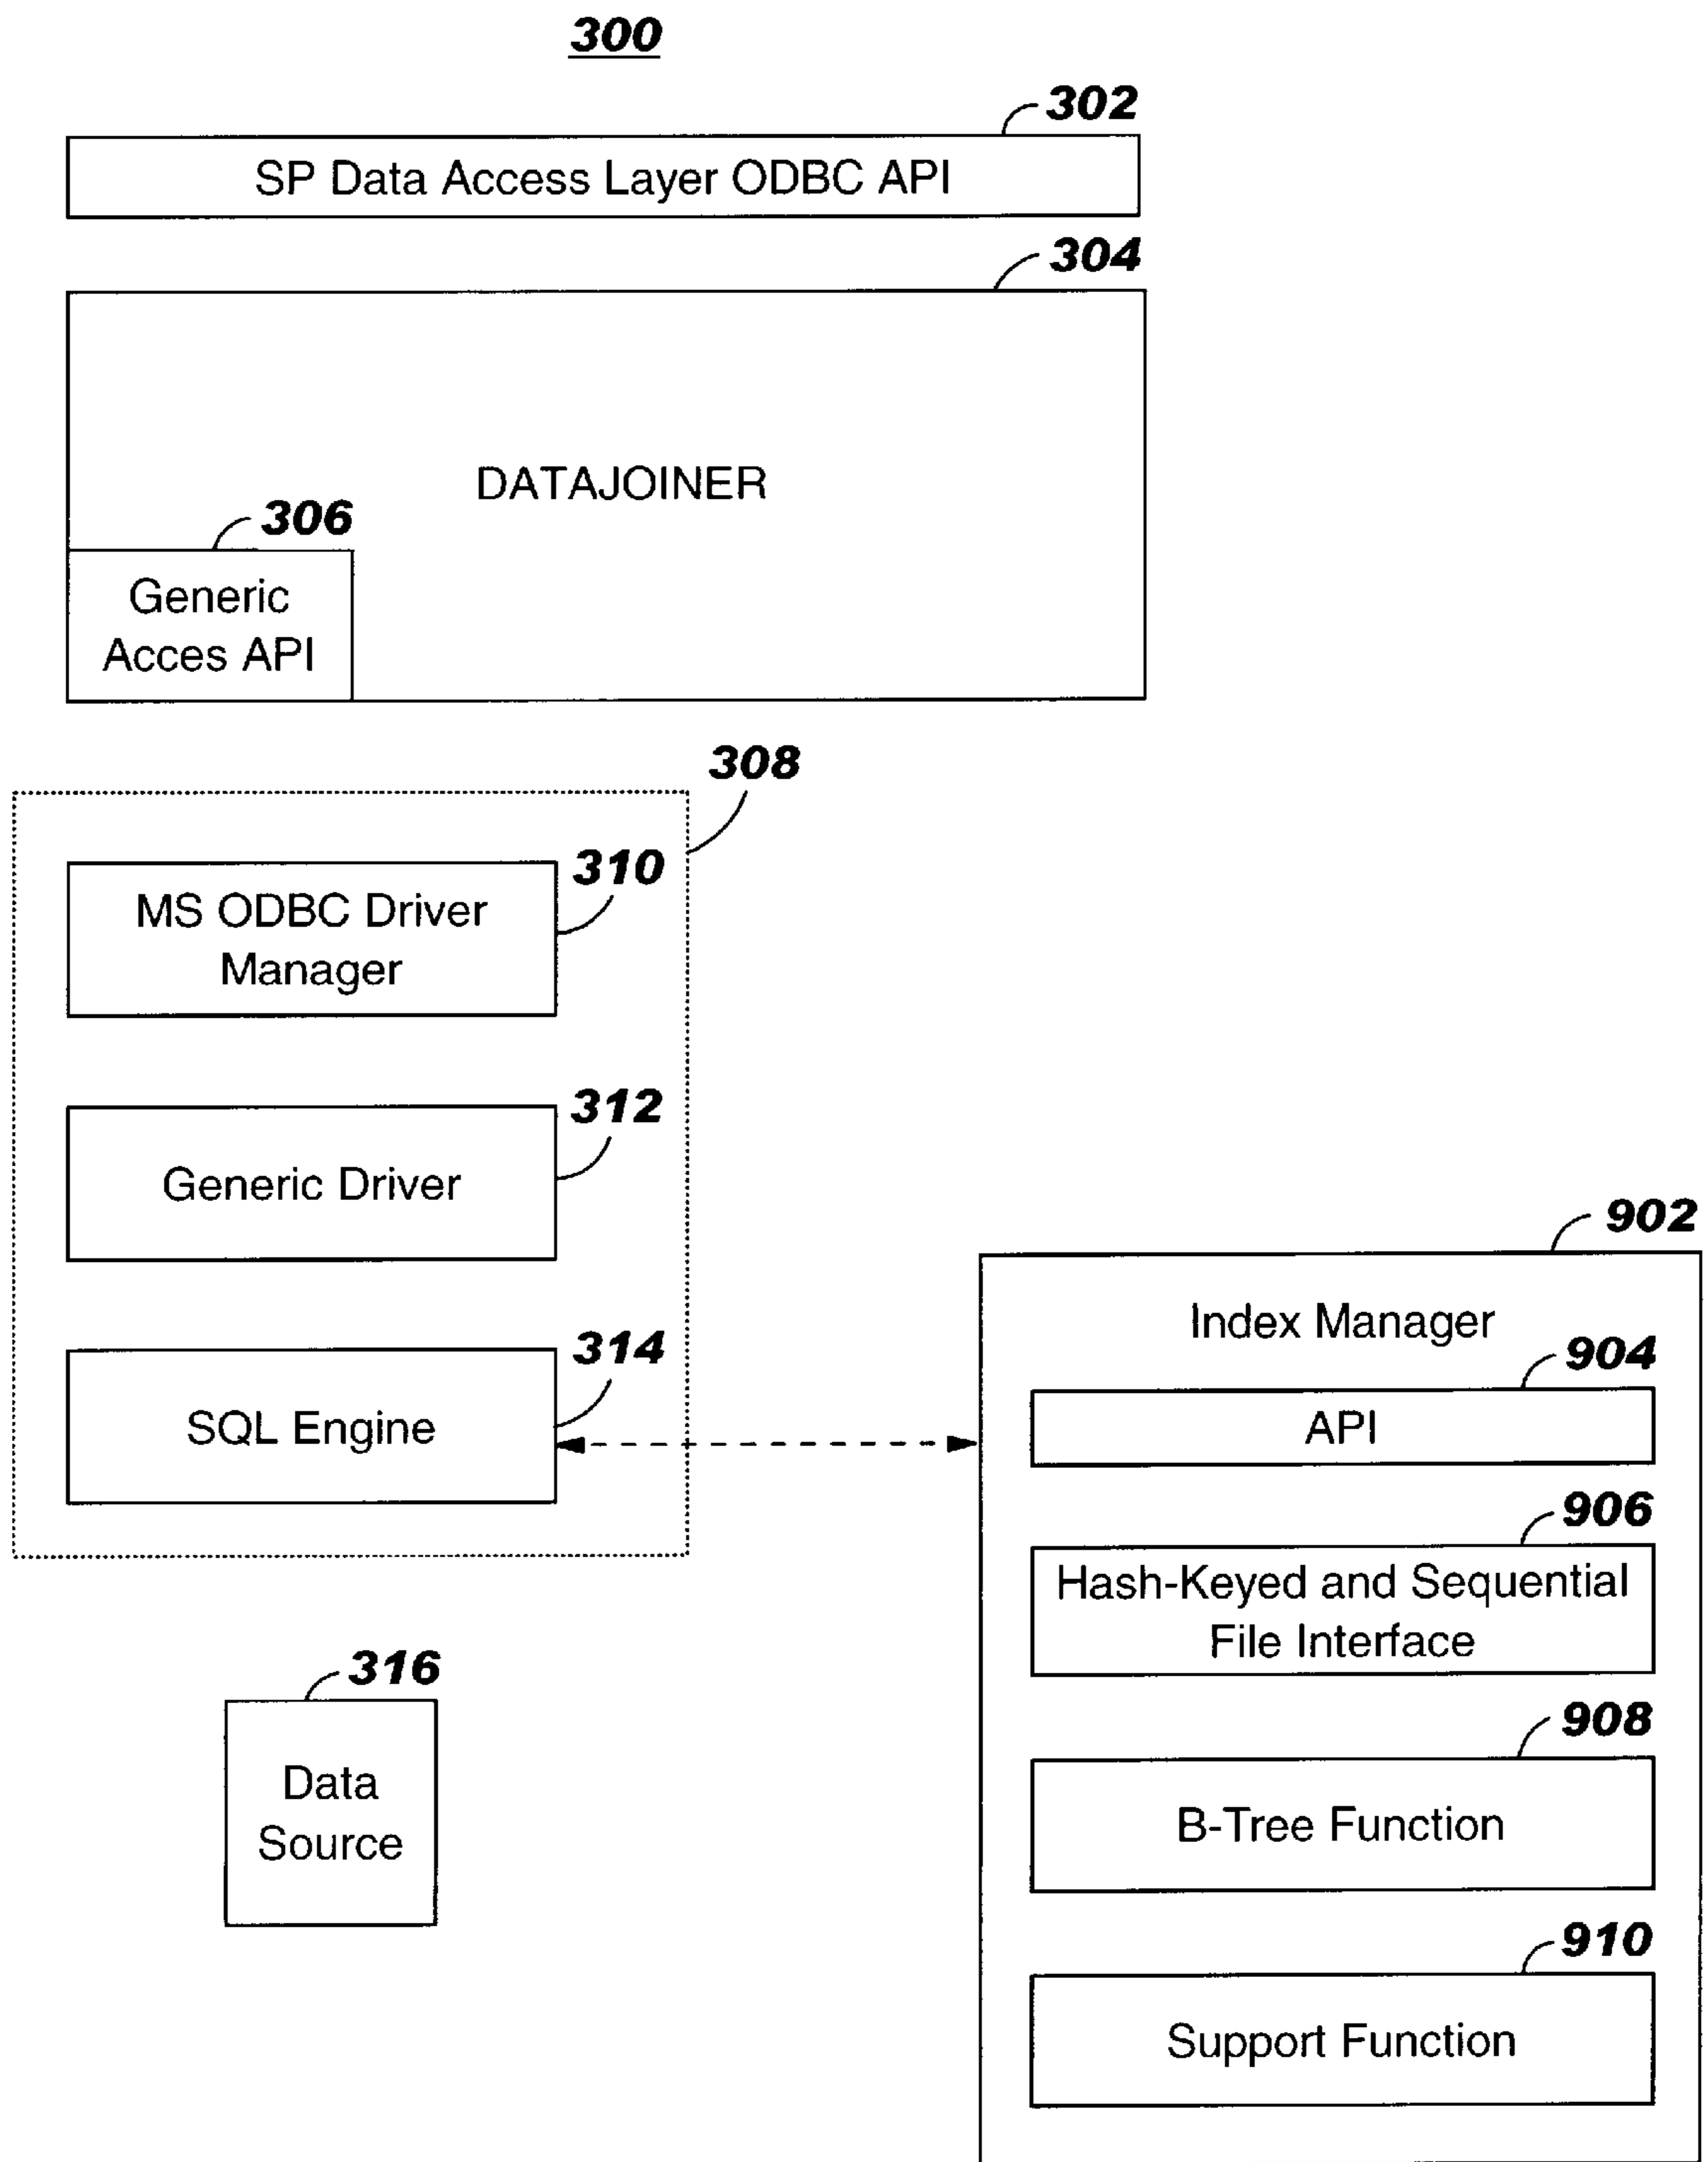 300
302
SP Data Access Layer ODBC API
304
DATAJOINER
306
Generic
Acces API
308
310
MS ODBC Driver
Manager
312
Generic Driver
314
SQL Engine
316
Data
Source
902
Index Manager
904
API
906
Hash-Keyed and Sequential
File Interface
908
B-Tree Function
910
Support Function